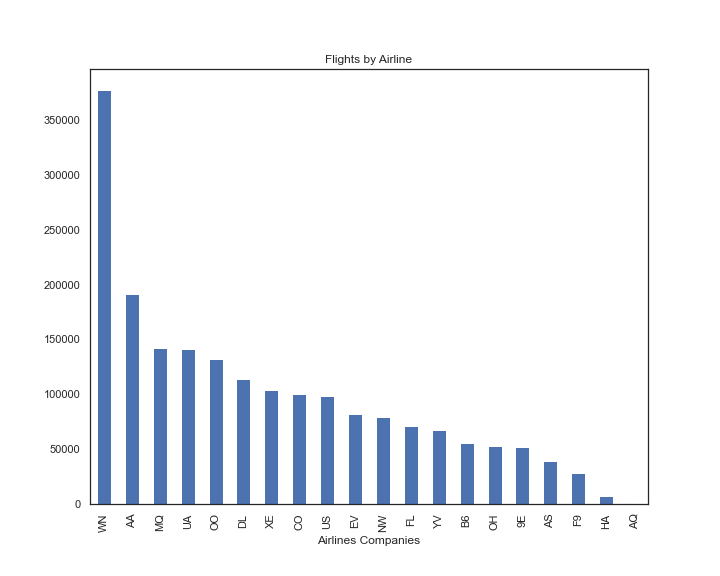 Flights by Airline
350000
300000
250000
200000
150000
100000
50000
0
WN AA MQ UA OO DL XE CO US EV NW FL YV B6 OH 9E AS F9 HA AQ
Airlines Companies